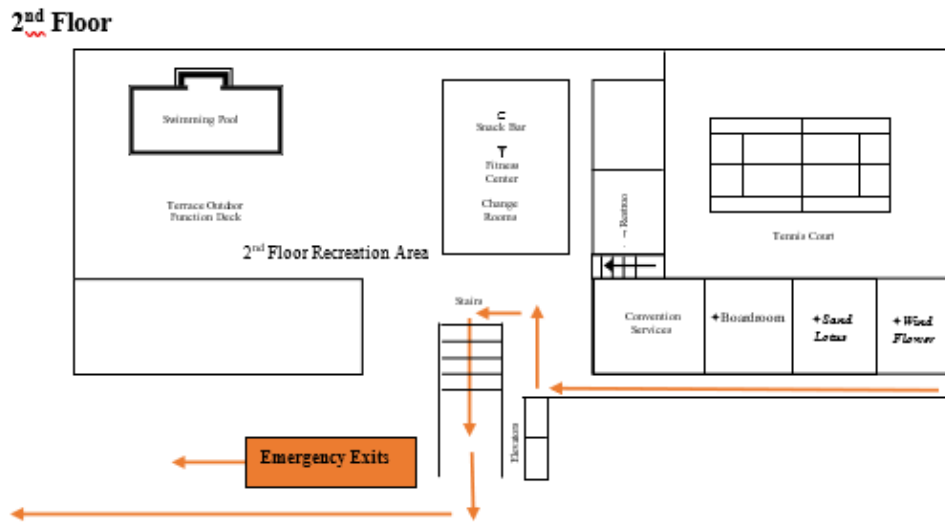 2nd Floor
Swimming Pool
Snack Bar
Fitness
Center
Change
Rooms
Terrace Outdoor
Function Deck
Tennis Court
2nd Floor Recreation Area
Stairs
Convention
Services
Boardroom
Sand
Lotus
Wind
Flower
Elevators
Emergency Exits